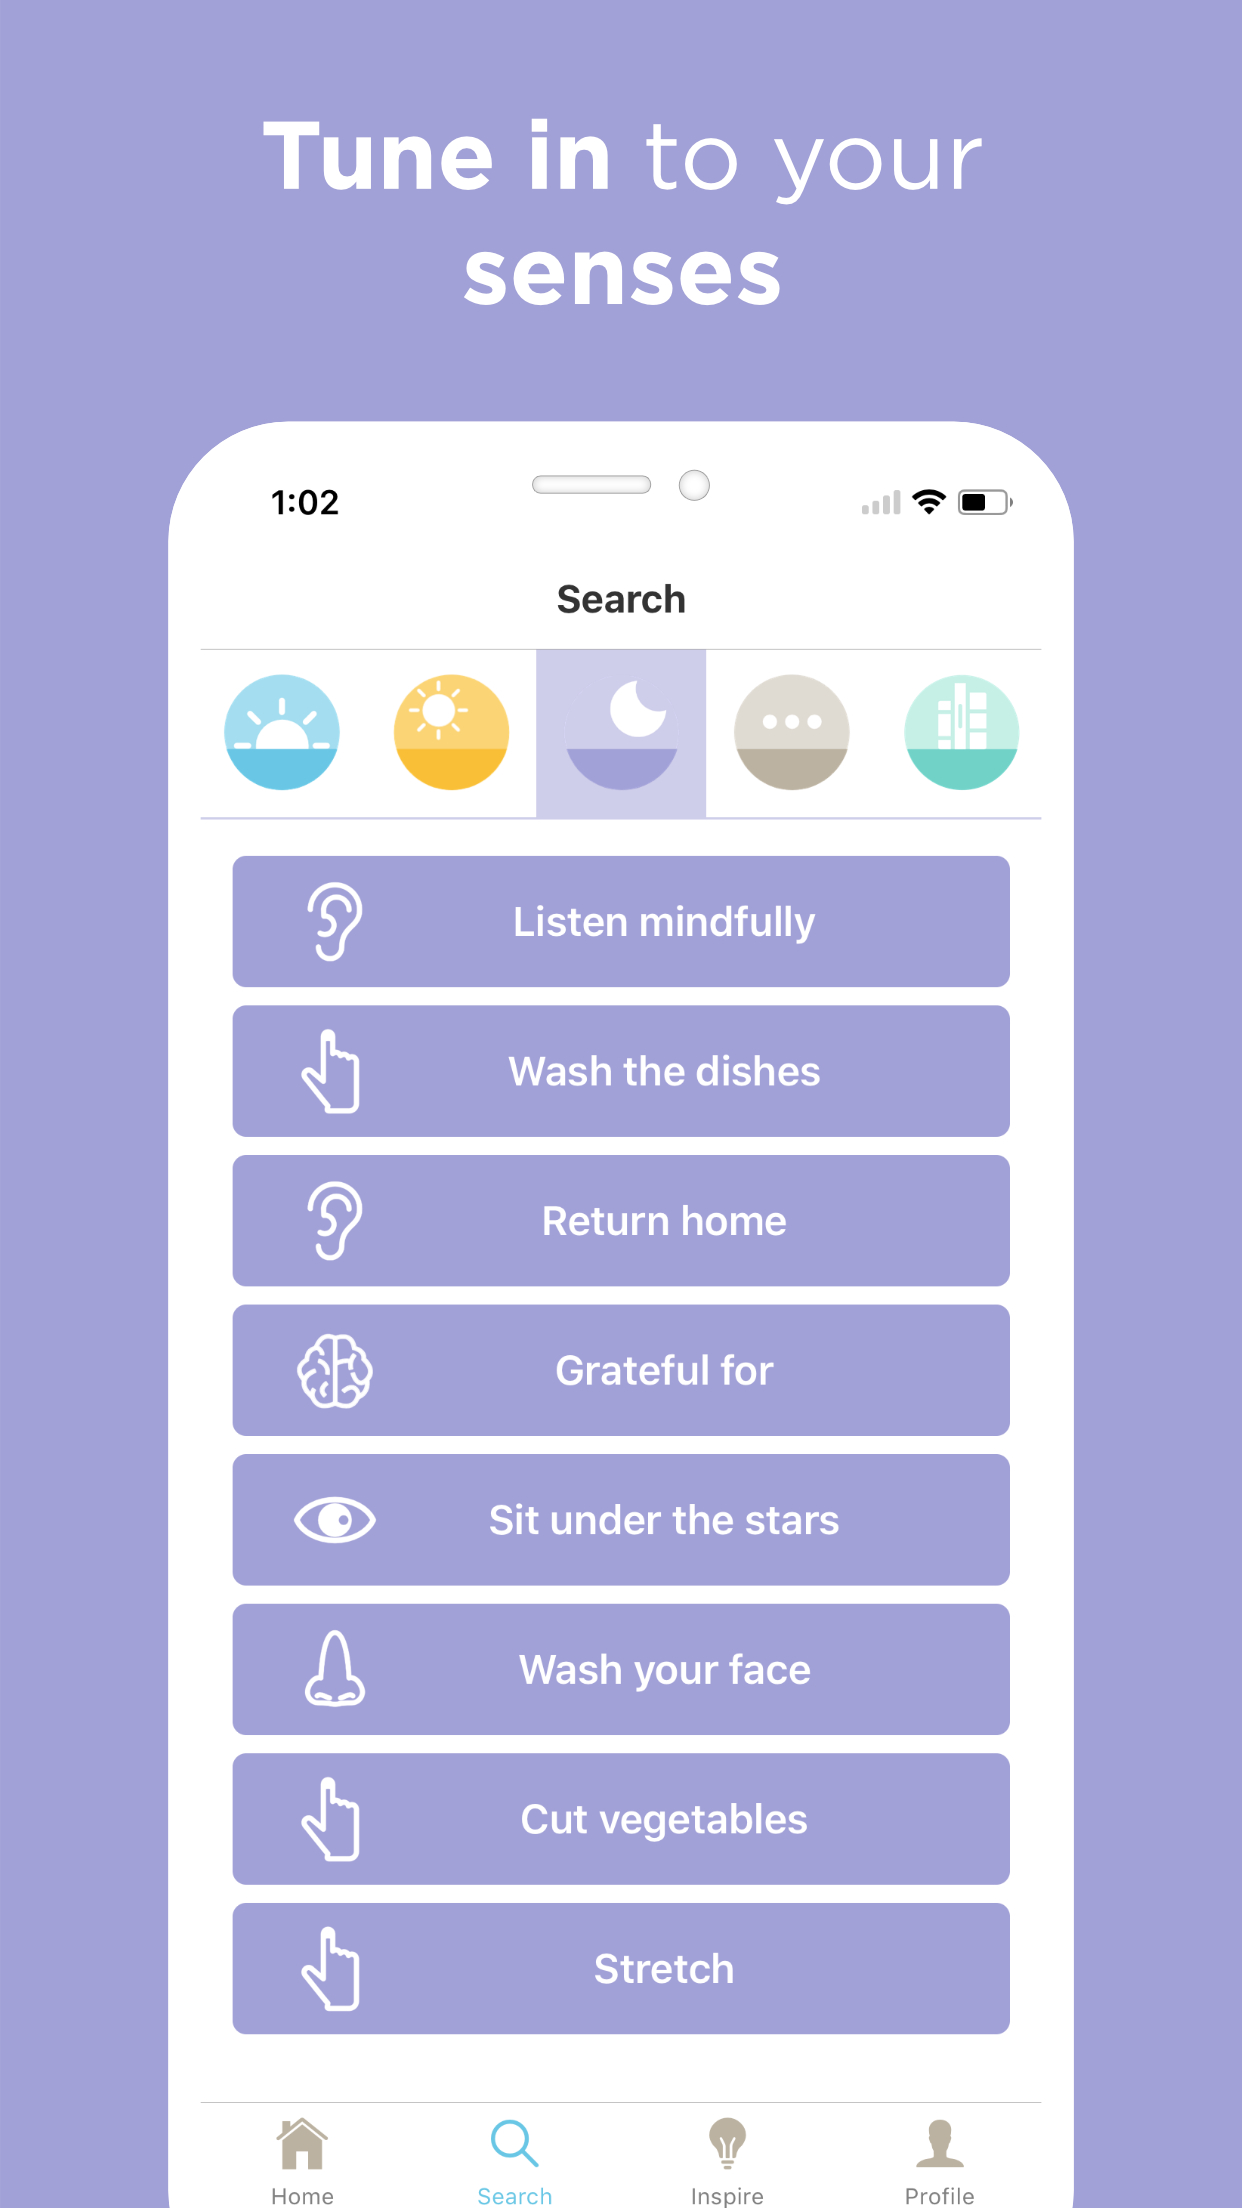 Tune in to your
senses
1:02
Search
Listen mindfully
Wash the dishes
Return home
Grateful for
Sit under the stars
Wash your face
Cut vegetables
Stretch
Home
Search
Inspire
Profile